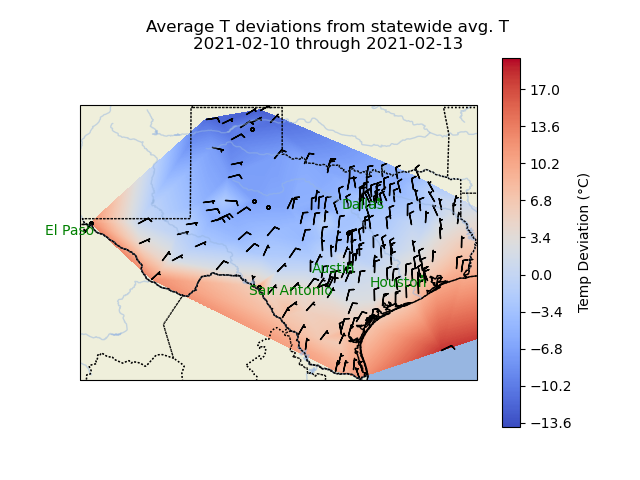 Average T deviations from statewide avg. T
2021-02-10 through 2021-02-13
17.0
13.6
10.2
6.8
3.4
0.0
−3.4
−6.8
−10.2
−13.6
Temp Deviation (°C)
Dallas
El Paso
Austin
San Antonio
Houston